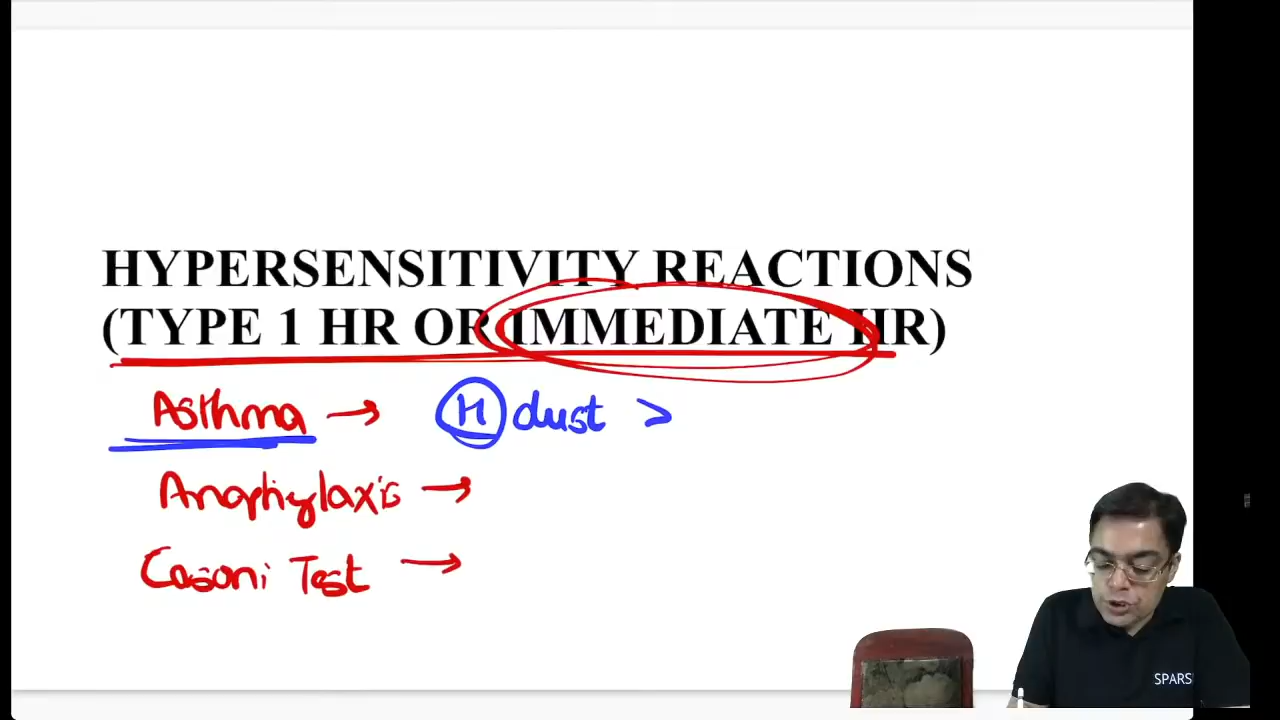 HYPERSENSITIVITY REACTIONS
(TYPE 1 HR OR IMMEDIATE HR)
Asthma → H dust >
Anaphylaxis →
Casoni Test →
SPARS